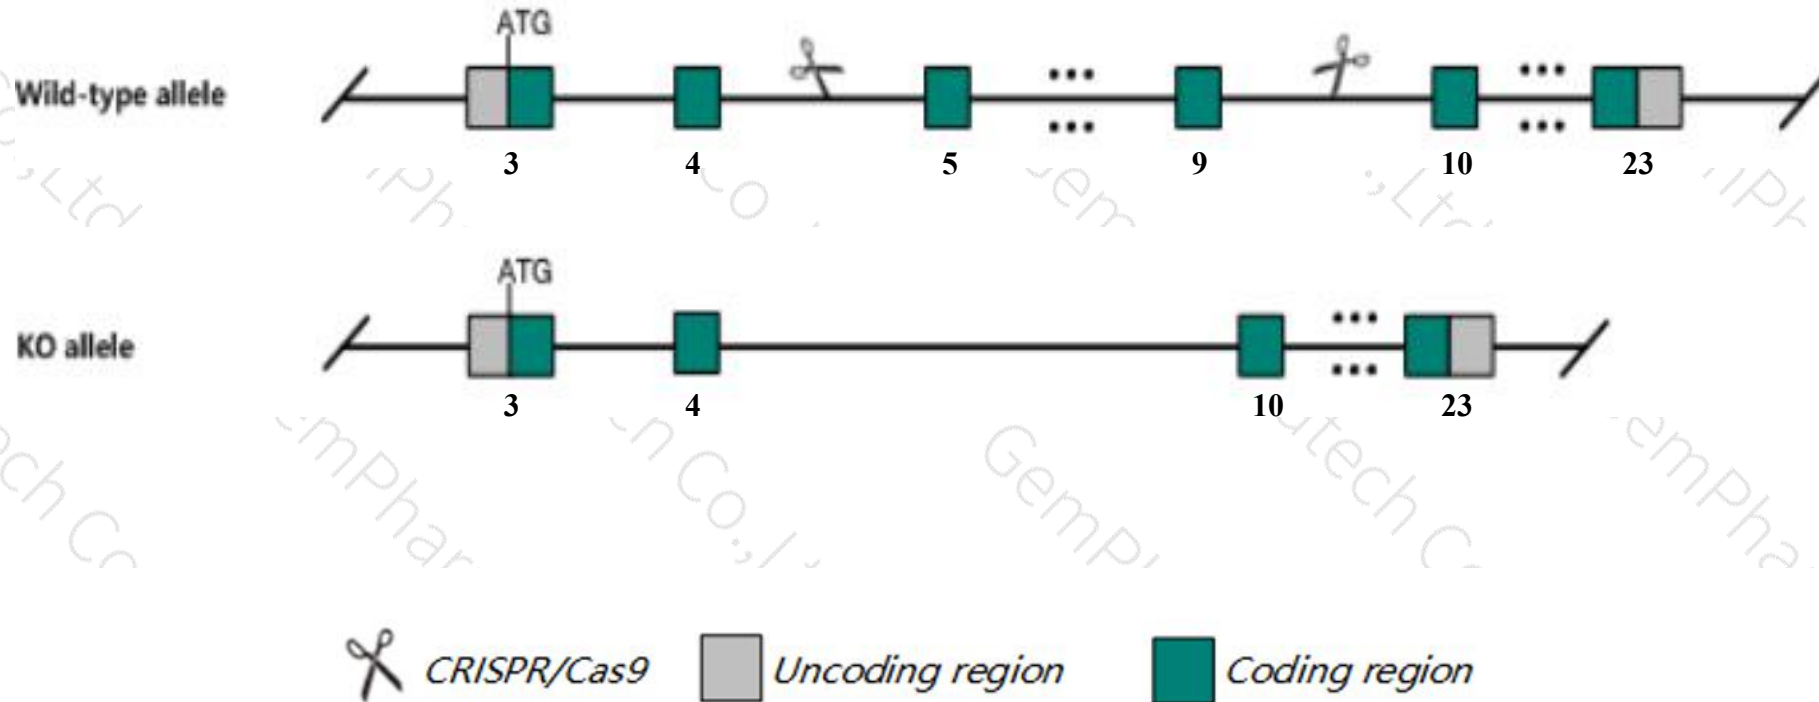 ATG
Wild-type allele
3 4 5 9 10 23
ATG
KO allele
3 4 10 23
CRISPR/Cas9 Uncoding region Coding region